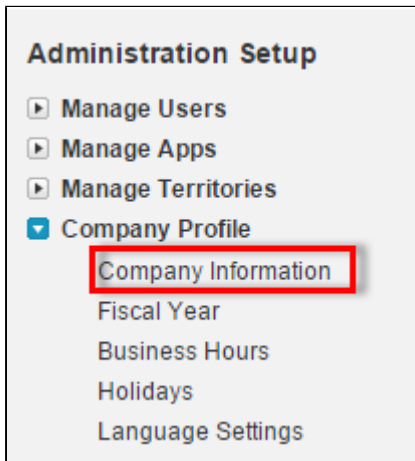 Administration Setup
Manage Users
Manage Apps
Manage Territories
Company Profile
Company Information
Fiscal Year
Business Hours
Holidays
Language Settings